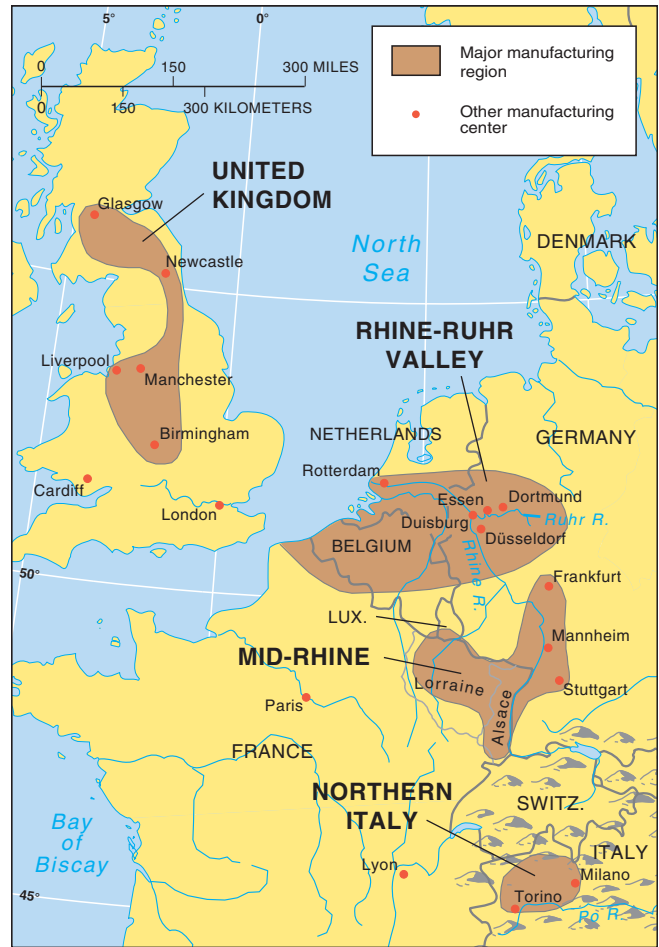 5°
0°
0
150
300 MILES
0
150
300 KILOMETERS
Major manufacturing
region
Other manufacturing
center
UNITED
KINGDOM
Glasgow
Newcastle
North
Sea
DENMARK
RHINE-RUHR
VALLEY
Liverpool
Manchester
Birmingham
NETHERLANDS
GERMANY
Cardiff
London
Rotterdam
Essen
Dortmund
Duisburg
Ruhr R.
Düsseldorf
BELGIUM
Rhine R.
50°
Frankfurt
LUX.
Mannheim
MID-RHINE
Lorraine
Stuttgart
Alsace
Paris
FRANCE
NORTHERN
ITALY
SWITZ.
Bay
of
Biscay
ITALY
Lyon
Milano
Torino
Po R.
45°